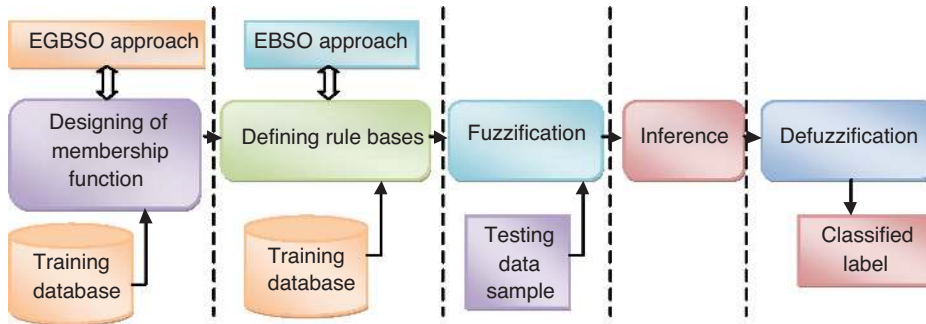 EGBSO approach
EBSO approach
Designing of
membership
function
Defining rule bases
Fuzzification
Inference
Defuzzification
Training
database
Training
database
Testing
data
sample
Classified
label